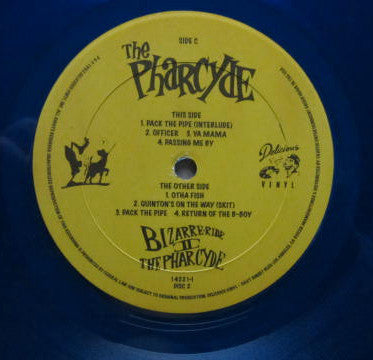 SIDE C
The Pharcyde
THIS SIDE
1. PACK THE PIPE (INTERLUDE)
2. OFFICER 3. YA MAMA
4. PASSING ME BY
Delicious
VINYL
THE OTHER SIDE
1. OTHA FISH
2. QUINTON'S ON THE WAY (SKIT)
3. PACK THE PIPE 4. RETURN OF THE B-BOY
BIZARRE RIDE
II
THE PHARCYDE
14221-1
DISC 2